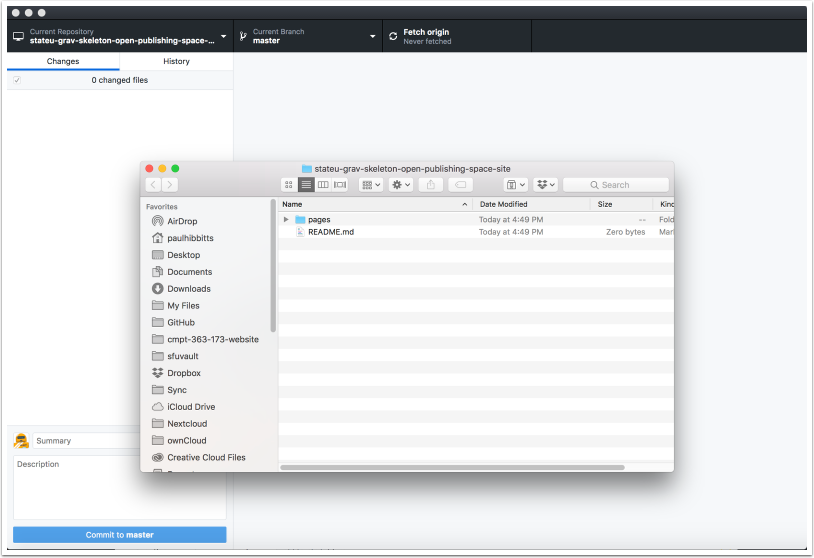 Current Repository
stateu-grav-skeleton-open-publishing-space-...
Current Branch
master
Fetch origin
Never fetched
Changes
History
0 changed files
stateu-grav-skeleton-open-publishing-space-site
Search
Favorites
AirDrop
paulhibbitts
Desktop
Documents
Downloads
My Files
GitHub
cmpt-363-173-website
sfuvault
Dropbox
Sync
iCloud Drive
Nextcloud
ownCloud
Creative Cloud Files
Name
Date Modified
Size
Kind
pages
Today at 4:49 PM
--
Fold
README.md
Today at 4:49 PM
Zero bytes
Mar
Summary
Description
Commit to master